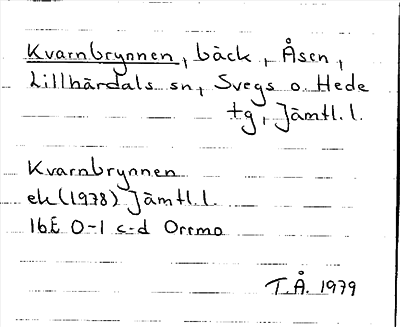 Kvarnbrynnen, bäck, Åsen,
Lillhärdals sn, Svegs o. Hede
tg, Jämtl. l.
Kvarnbrynnen
ek (1978) Jämtl. l.
16E 0-1 c-d Orrmo
T.Å. 1979